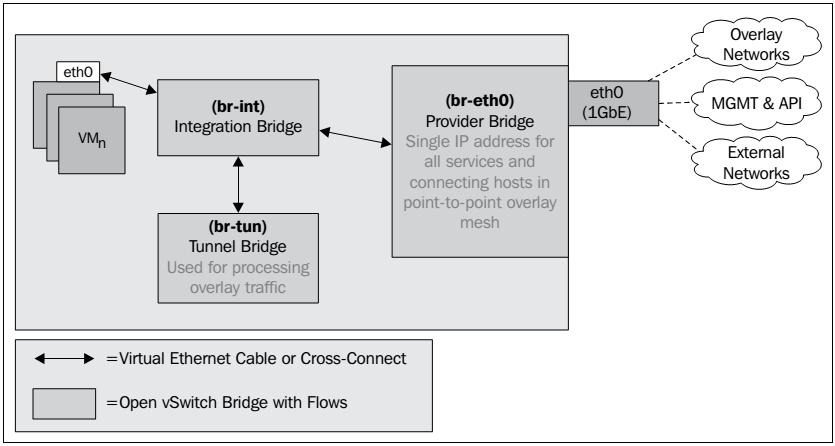 eth0
VMn
(br-int)
Integration Bridge
(br-tun)
Tunnel Bridge
Used for processing
overlay traffic
(br-eth0)
Provider Bridge
Single IP address for
all services and
connecting hosts in
point-to-point overlay
mesh
eth0
(1GbE)
Overlay
Networks
MGMT & API
External
Networks
=Virtual Ethernet Cable or Cross-Connect
=Open vSwitch Bridge with Flows